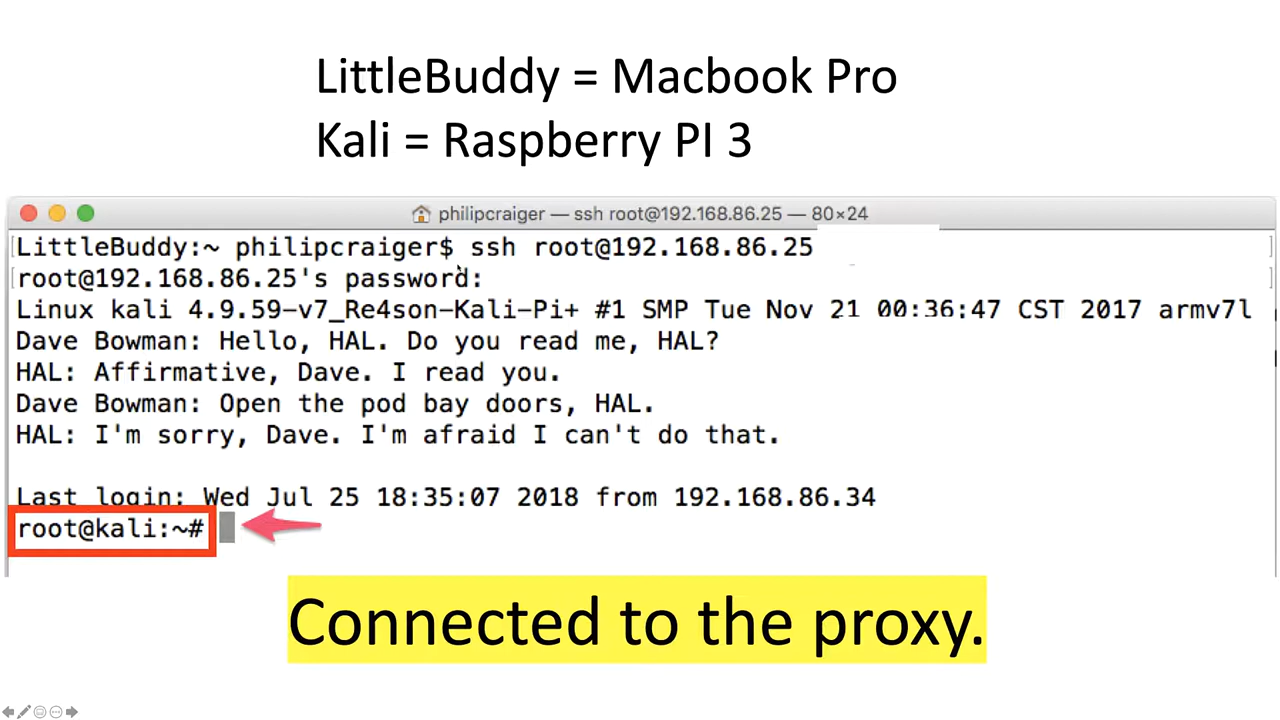 LittleBuddy = Macbook Pro
Kali = Raspberry PI 3
philipcraiger — ssh root@192.168.86.25 — 80×24
LittleBuddy:~ philipcraiger$ ssh root@192.168.86.25
root@192.168.86.25's password:
Linux kali 4.9.59-v7_Re4son-Kali-Pi+ #1 SMP Tue Nov 21 00:36:47 CST 2017 armv7l
Dave Bowman: Hello, HAL. Do you read me, HAL?
HAL: Affirmative, Dave. I read you.
Dave Bowman: Open the pod bay doors, HAL.
HAL: I'm sorry, Dave. I'm afraid I can't do that.
Last login: Wed Jul 25 18:35:07 2018 from 192.168.86.34
root@kali:~#
Connected to the proxy.